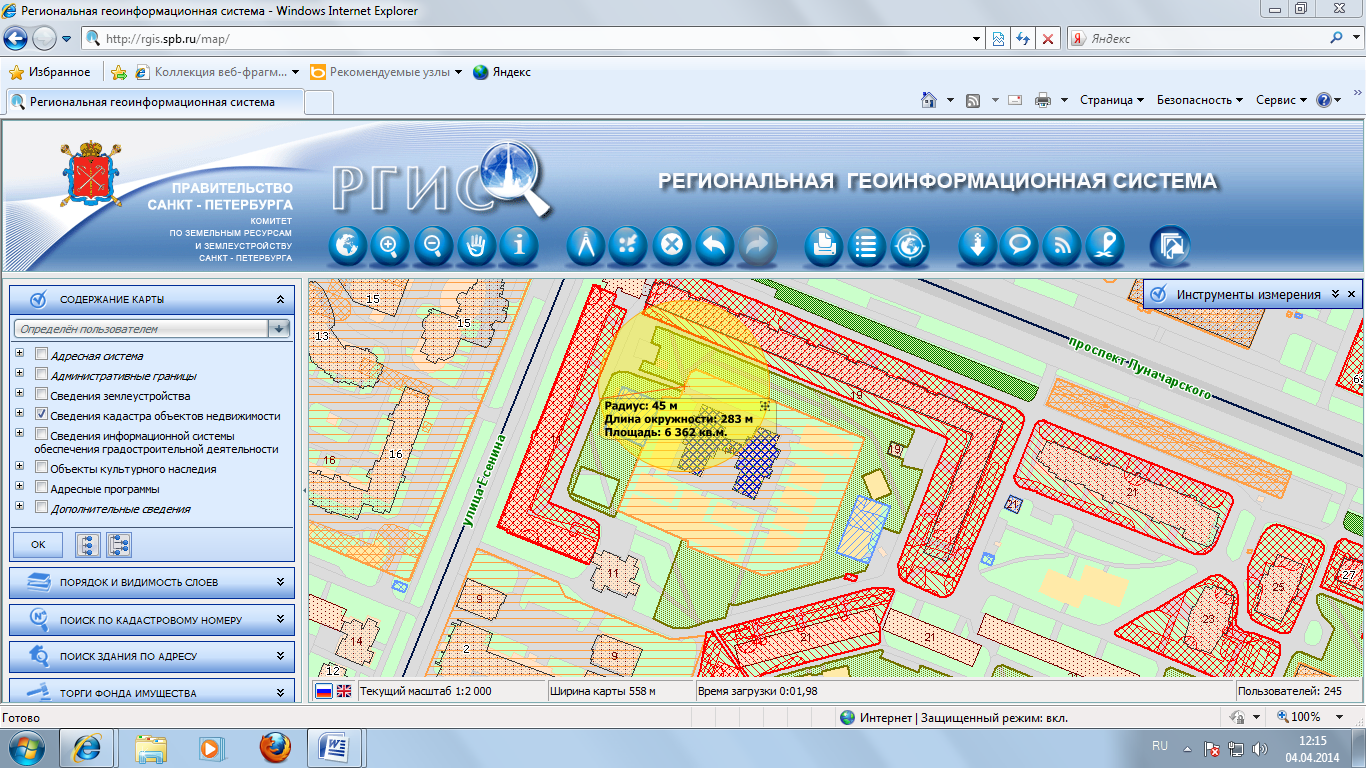 Региональная геоинформационная система - Windows Internet Explorer
http://rgis.spb.ru/map/
Яндекс
Избранное
Коллекция веб-фрагм...
Рекомендуемые узлы
Яндекс
Региональная геоинформационная система
Страница
Безопасность
Сервис
ПРАВИТЕЛЬСТВО
САНКТ - ПЕТЕРБУРГА
КОМИТЕТ
ПО ЗЕМЕЛЬНЫМ РЕСУРСАМ
И ЗЕМЛЕУСТРОЙСТВУ
САНКТ - ПЕТЕРБУРГА
РГИС
РЕГИОНАЛЬНАЯ ГЕОИНФОРМАЦИОННАЯ СИСТЕМА
СОДЕРЖАНИЕ КАРТЫ
Определён пользователем
Адресная система
Административные границы
Сведения землеустройства
Сведения кадастра объектов недвижимости
Сведения информационной системы
обеспечения градостроительной деятельности
Объекты культурного наследия
Адресные программы
Дополнительные сведения
ОК
ПОРЯДОК И ВИДИМОСТЬ СЛОЕВ
ПОИСК ПО КАДАСТРОВОМУ НОМЕРУ
ПОИСК ЗДАНИЯ ПО АДРЕСУ
ТОРГИ ФОНДА ИМУЩЕСТВА
Инструменты измерения
15
15
13
16
16
улица Есенина
проспект Луначарского
19
19
Радиус: 45 м
Длина окружности: 283 м
Площадь: 6 362 кв.м.
11
11
9
2
9
14
12
21
21
21
21
23
25
27
Текущий масштаб 1:2 000
Ширина карты 558 м
Время загрузки 0:01,98
Пользователей: 245
Готово
Интернет | Защищенный режим: вкл.
100%
RU
12:15
04.04.2014